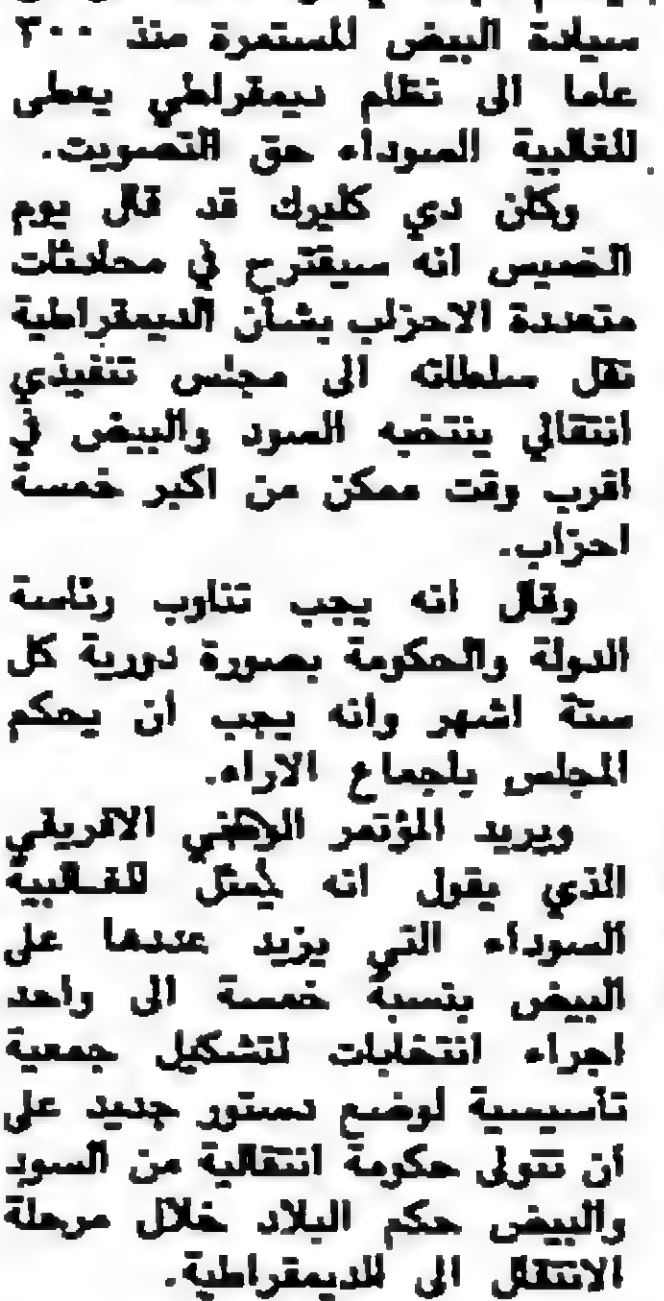 سيادة البيض المستمرة منذ ٣٠٠
عاما الى نظام ديمقراطي يعطي
للغالبية السوداء حق التصويت.
وكان دي كليرك قد قال يوم
الخميس انه سيقترح في محادثات
متعددة الاحزاب بشأن الديمقراطية
نقل سلطاته الى مجلس تنفيذي
انتقالي ينتخبه السود والبيض في
اقرب وقت ممكن من اكبر خمسة
احزاب.
وقال انه يجب تناوب رئاسة
الدولة والحكومة بصورة دورية كل
ستة اشهر وانه يجب ان يحكم
المجلس باجماع الاراء.
ويريد المؤتمر الوطني الافريقي
الذي يقول انه يمثل الغالبية
السوداء التي يزيد عددها على
البيض بنسبة خمسة الى واحد
اجراء انتخابات لتشكيل جمعية
تأسيسية لوضع دستور جديد على
ان تتولى حكومة انتقالية من السود
والبيض حكم البلاد خلال مرحلة
الانتقال الى الديمقراطية.